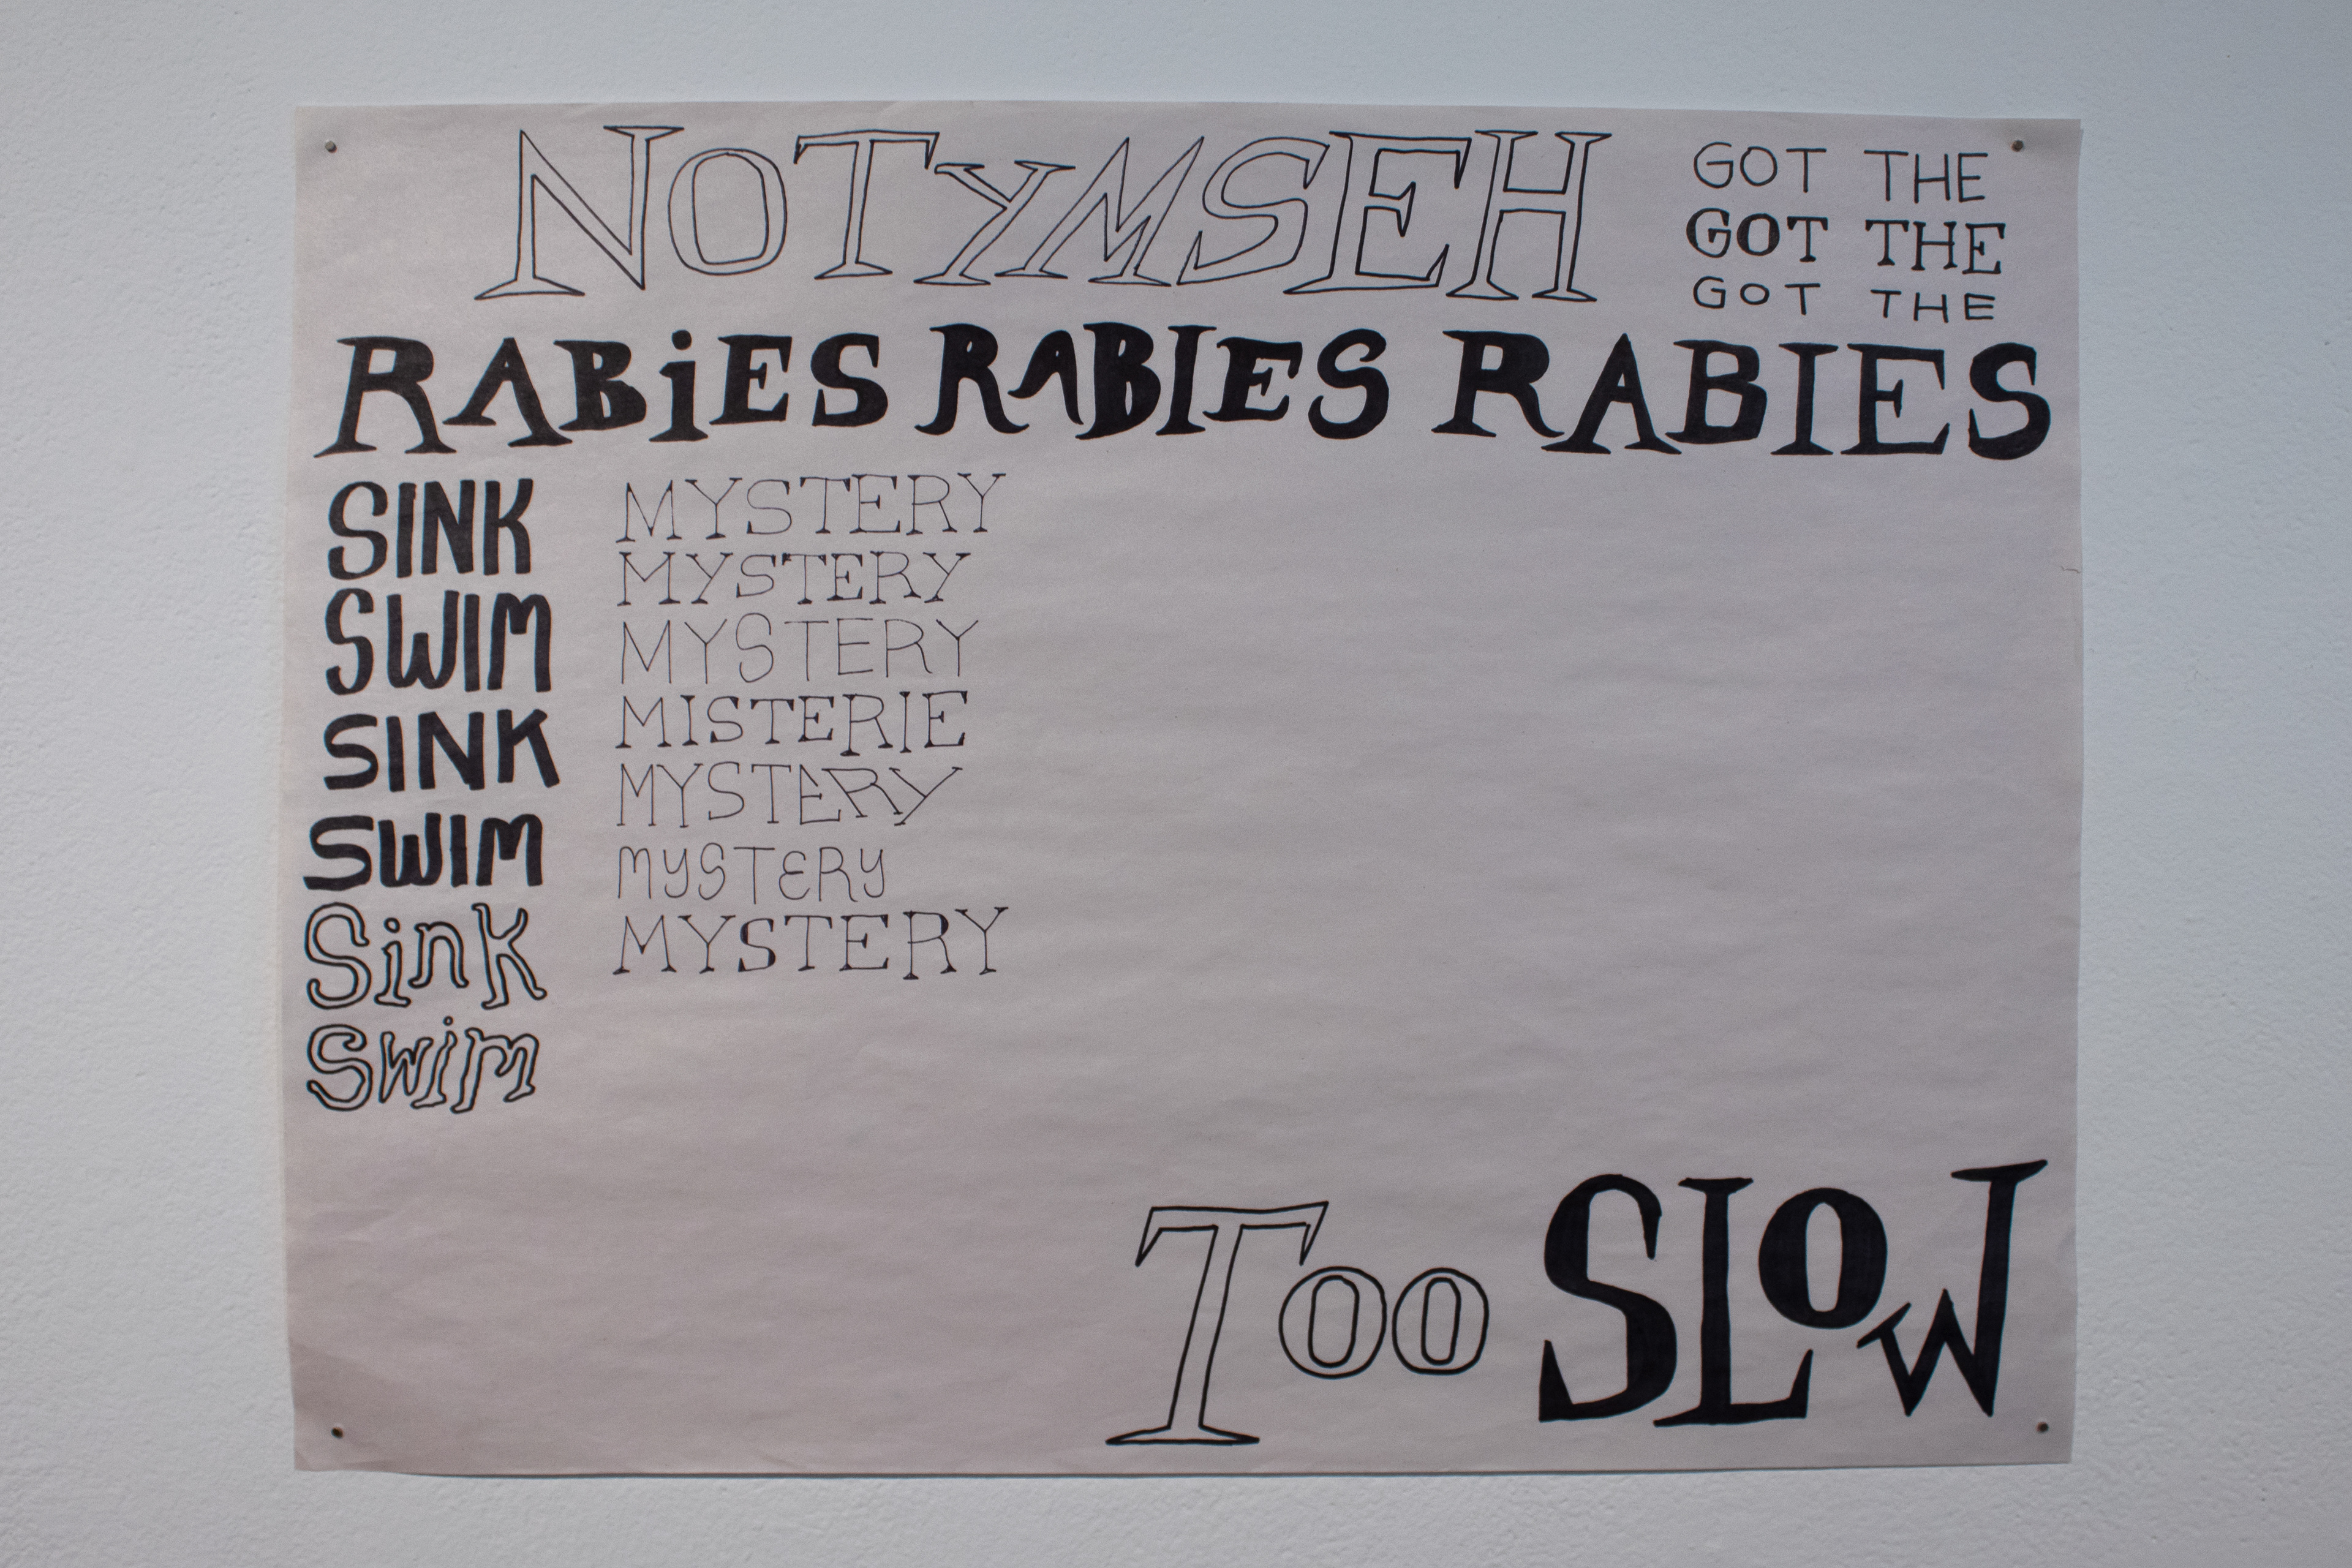 NOTYMSEH
GOT THE
GOT THE
GOT THE
RABiES RABIES RABIES
SINK
SWIM
SINK
SWIM
Sink
Swim
MYSTERY
MYSTERY
MYSTERY
MISTERIE
MYSTERY
MYSTERY
MYSTERY
Too SLOW